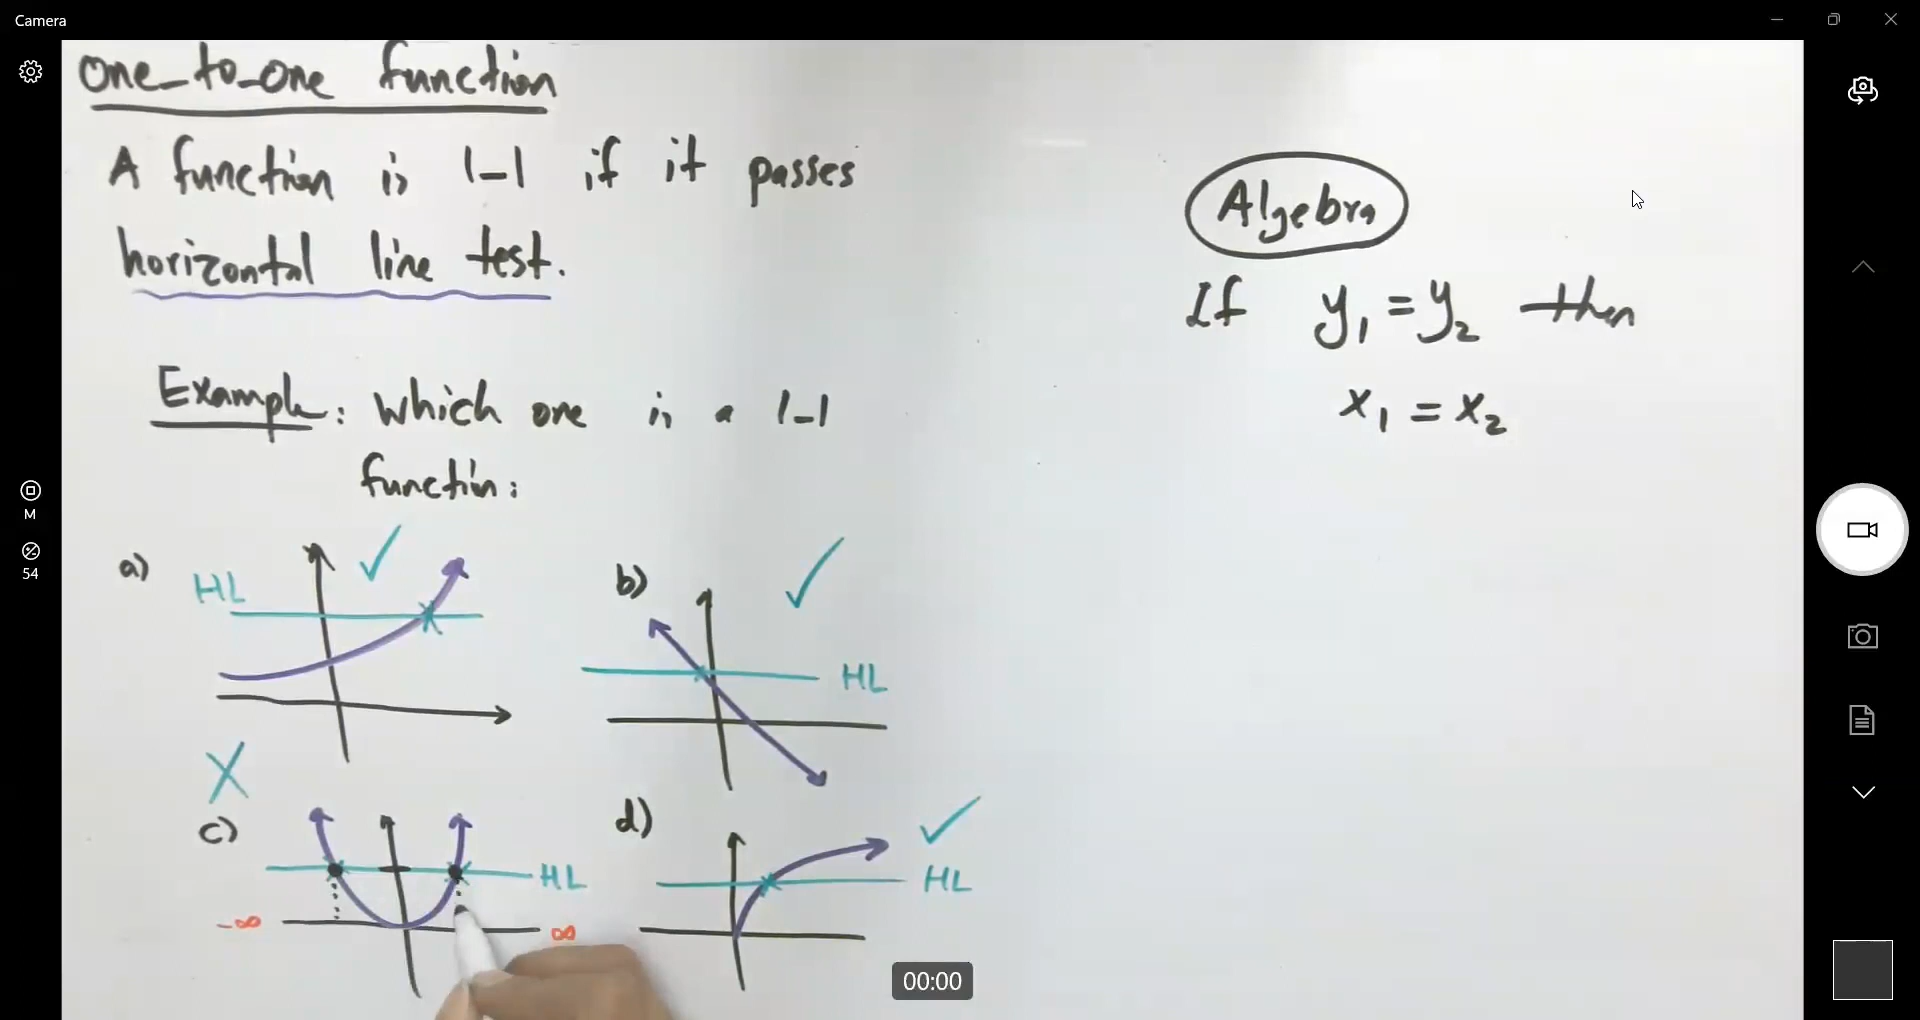 Camera
One-to-one function
A function is 1-1 if it passes
horizontal line test.
Example: Which one is a 1-1
function:
Algebra
If y₁ = y₂ then
x₁ = x₂
a)
HL
b)
HL
c)
HL
-∞
∞
d)
HL
M
54
00:00